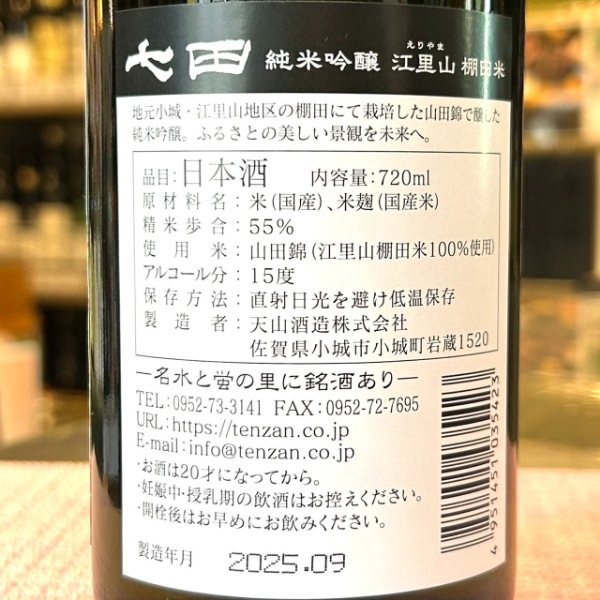 七田 純米吟醸 江里山 棚田米
えりやま
地元小城・江里山地区の棚田にて栽培した山田錦で醸した
純米吟醸。ふるさとの美しい景観を未来へ。
品目:日本酒 内容量:720ml
原材料名:米(国産)、米麹(国産米)
精米歩合:55%
使用米:山田錦(江里山棚田米100%使用)
アルコール分:15度
保存方法:直射日光を避け低温保存
製造者:天山酒造株式会社
佐賀県小城市小城町岩蔵1520
―名水と蛍の里に銘酒あり―
TEL:0952-73-3141 FAX:0952-72-7695
URL:https://tenzan.co.jp
E-mail:info@tenzan.co.jp
・お酒は20才になってから。
・妊娠中・授乳期の飲酒はお控えください。
・開栓後はお早めにお飲みください。
製造年月 2025.09
4951451035423